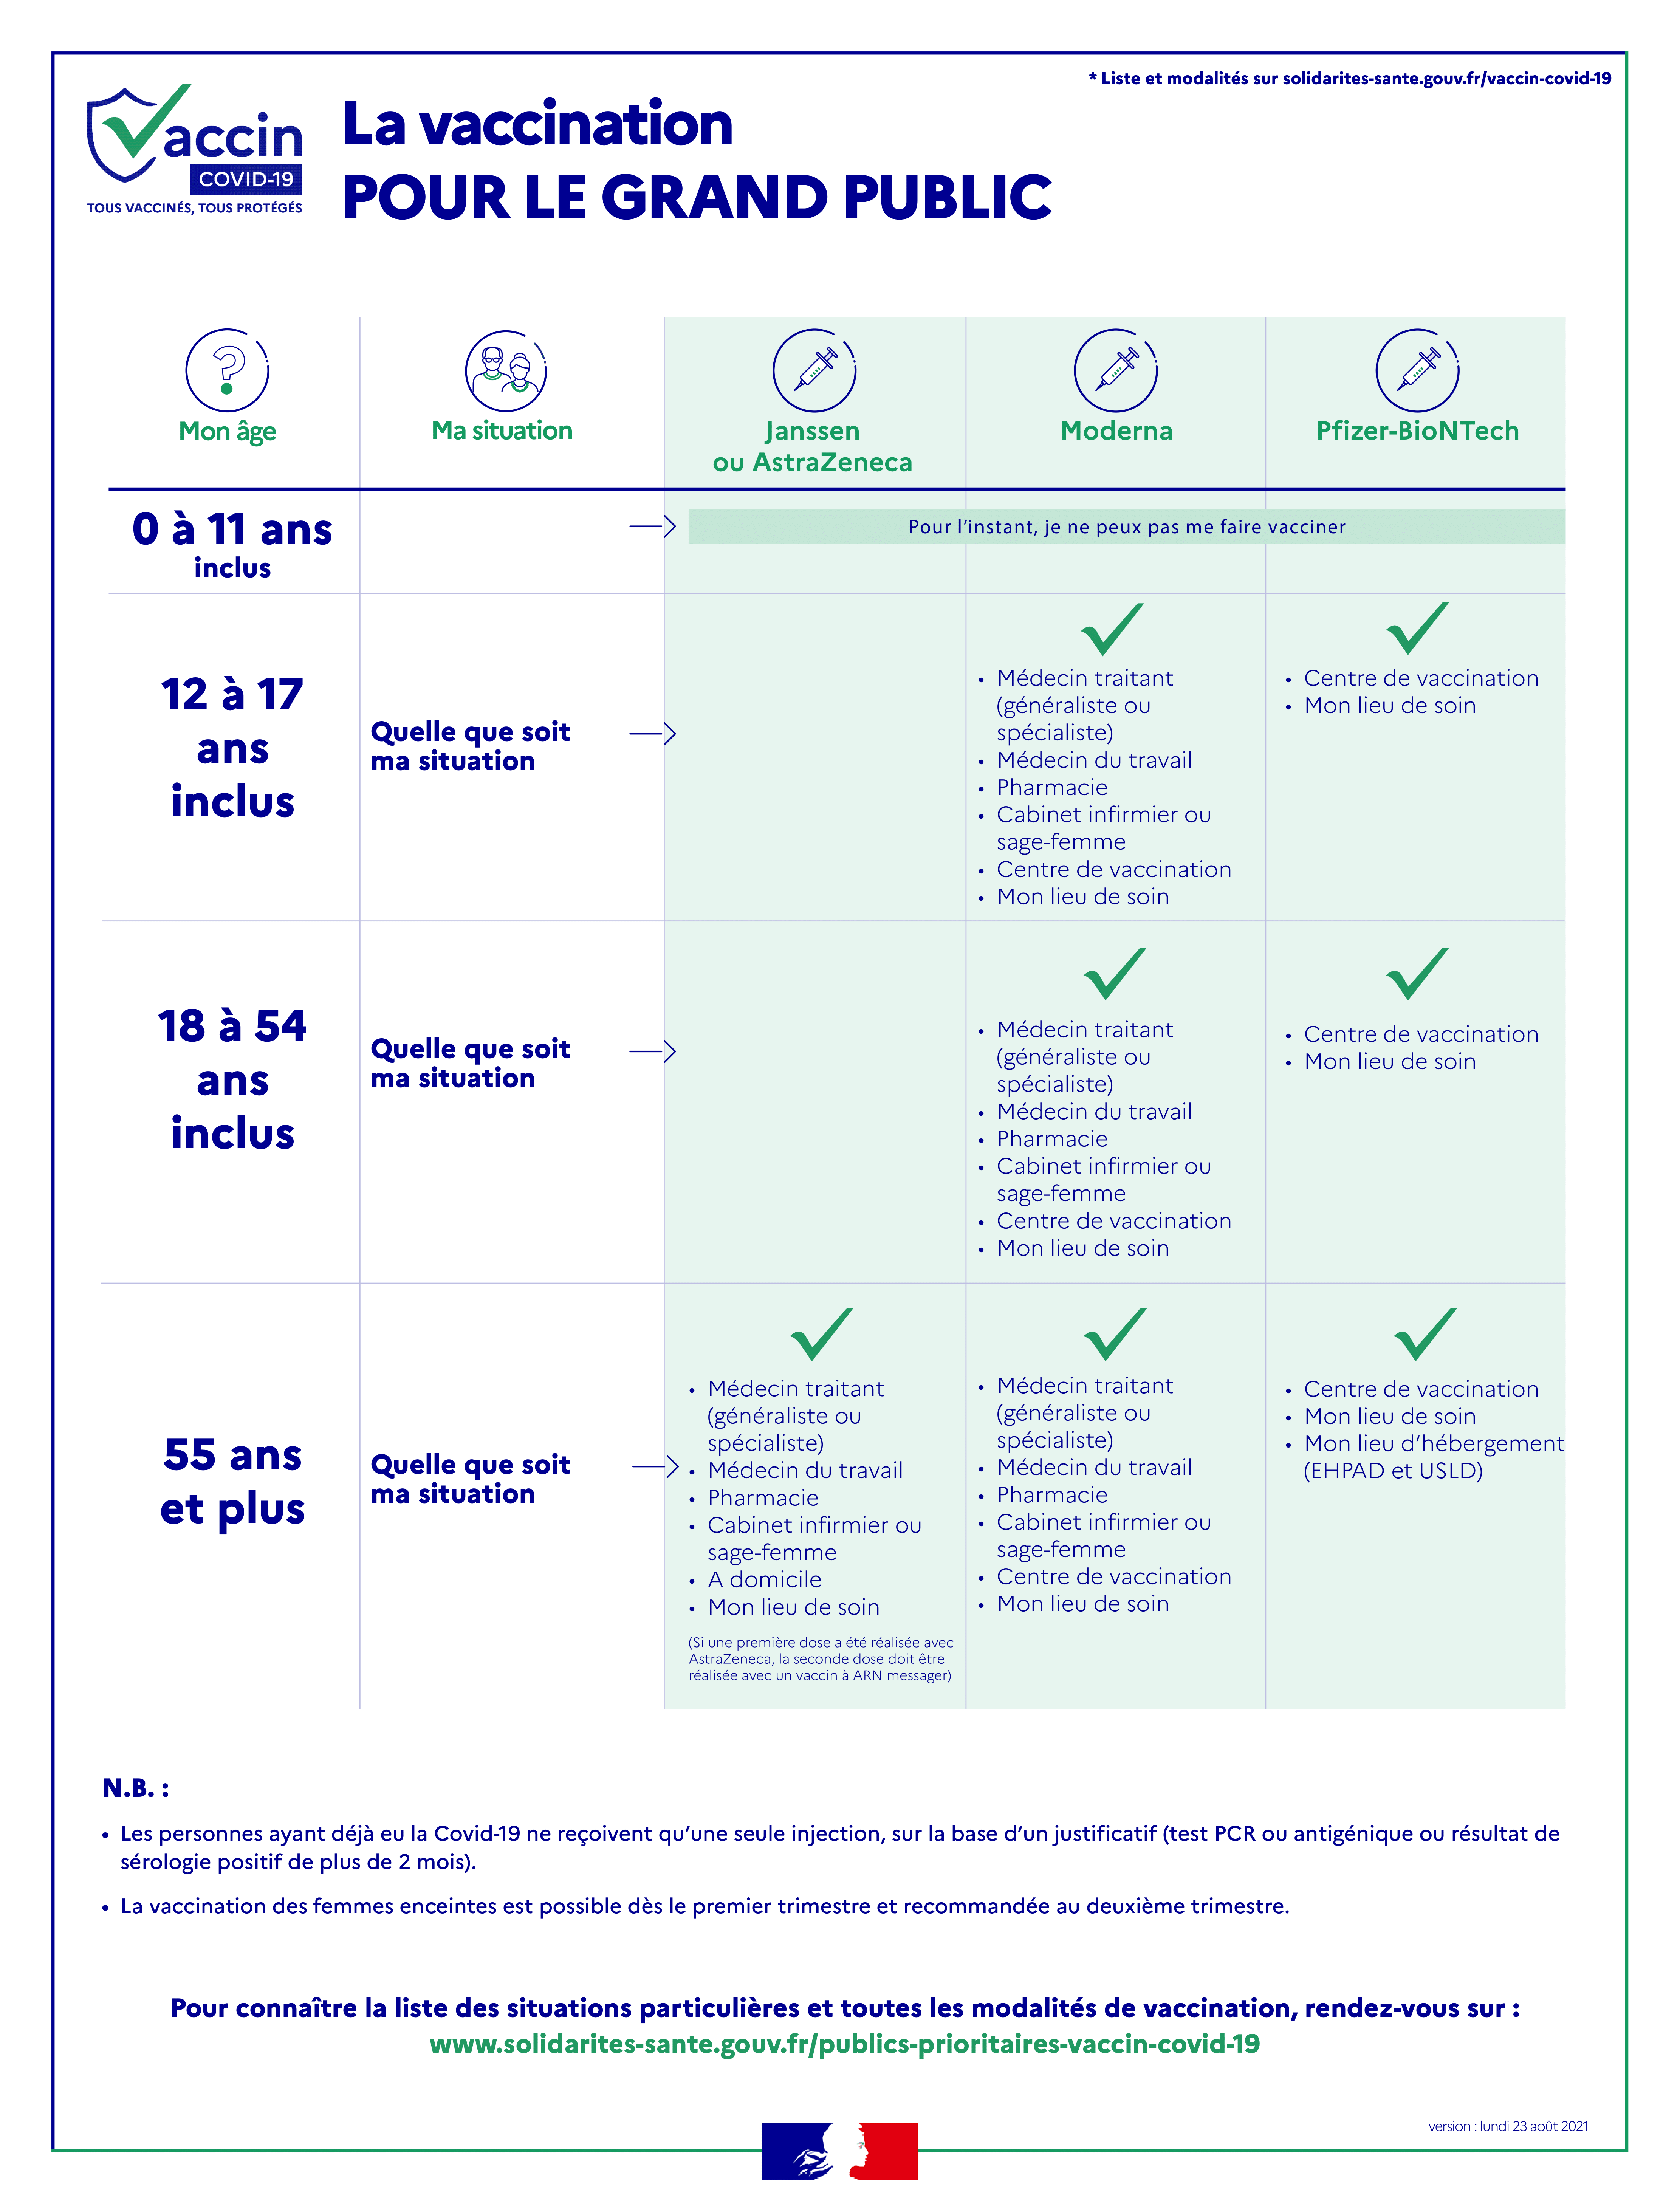 * Liste et modalités sur solidarites-sante.gouv.fr/vaccin-covid-19
Vaccin
COVID-19
TOUS VACCINÉS, TOUS PROTÉGÉS
La vaccination
POUR LE GRAND PUBLIC
Mon âge
Ma situation
Janssen
ou AstraZeneca
Moderna
Pfizer-BioNTech
0 à 11 ans
inclus
Pour l'instant, je ne peux pas me faire vacciner
12 à 17
ans
inclus
Quelle que soit
ma situation
• Médecin traitant
(généraliste ou
spécialiste)
• Médecin du travail
• Pharmacie
• Cabinet infirmier ou
sage-femme
• Centre de vaccination
• Mon lieu de soin
• Centre de vaccination
• Mon lieu de soin
18 à 54
ans
inclus
Quelle que soit
ma situation
• Médecin traitant
(généraliste ou
spécialiste)
• Médecin du travail
• Pharmacie
• Cabinet infirmier ou
sage-femme
• Centre de vaccination
• Mon lieu de soin
• Centre de vaccination
• Mon lieu de soin
55 ans
et plus
Quelle que soit
ma situation
• Médecin traitant
(généraliste ou
spécialiste)
• Médecin du travail
• Pharmacie
• Cabinet infirmier ou
sage-femme
• A domicile
• Mon lieu de soin
(Si une première dose a été réalisée avec
AstraZeneca, la seconde dose doit être
réalisée avec un vaccin à ARN messager)
• Médecin traitant
(généraliste ou
spécialiste)
• Médecin du travail
• Pharmacie
• Cabinet infirmier ou
sage-femme
• Centre de vaccination
• Mon lieu de soin
• Centre de vaccination
• Mon lieu de soin
• Mon lieu d'hébergement
(EHPAD et USLD)
N.B. :
• Les personnes ayant déjà eu la Covid-19 ne reçoivent qu'une seule injection, sur la base d'un justificatif (test PCR ou antigénique ou résultat de
sérologie positif de plus de 2 mois).
• La vaccination des femmes enceintes est possible dès le premier trimestre et recommandée au deuxième trimestre.
Pour connaître la liste des situations particulières et toutes les modalités de vaccination, rendez-vous sur :
www.solidarites-sante.gouv.fr/publics-prioritaires-vaccin-covid-19
version : lundi 23 août 2021